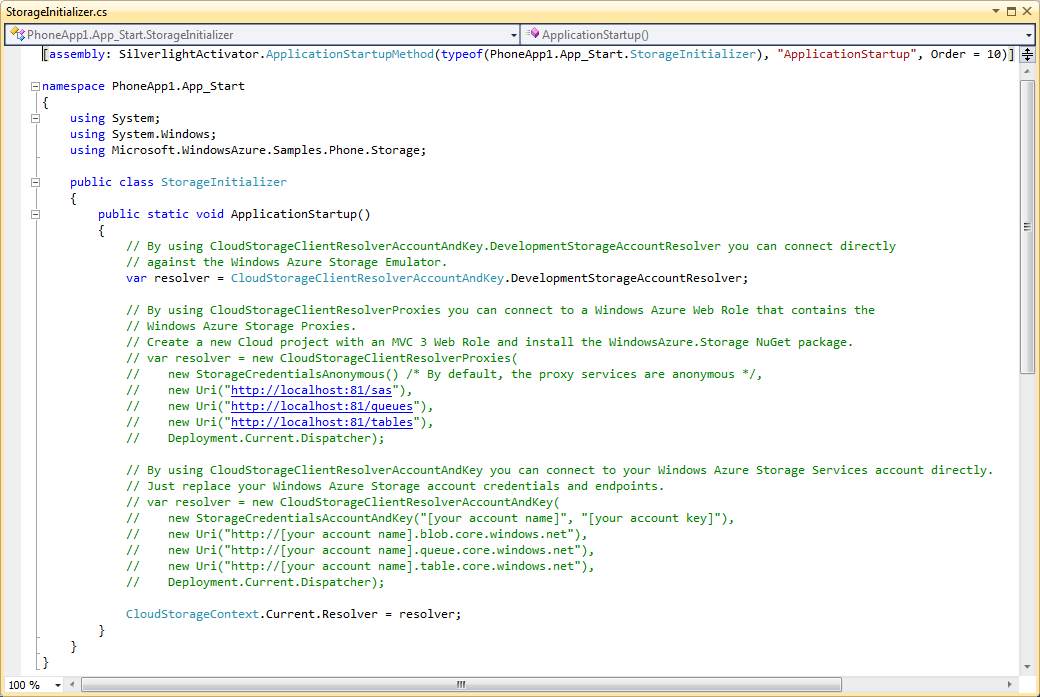 StorageInitializer.cs
PhoneApp1.App_Start.StorageInitializer
ApplicationStartup()
[assembly: SilverlightActivator.ApplicationStartupMethod(typeof(PhoneApp1.App_Start.StorageInitializer), "ApplicationStartup", Order = 10)]
namespace PhoneApp1.App_Start
{
using System;
using System.Windows;
using Microsoft.WindowsAzure.Samples.Phone.Storage;
public class StorageInitializer
{
public static void ApplicationStartup()
{
// By using CloudStorageClientResolverAccountAndKey.DevelopmentStorageAccountResolver you can connect directly
// against the Windows Azure Storage Emulator.
var resolver = CloudStorageClientResolverAccountAndKey.DevelopmentStorageAccountResolver;
// By using CloudStorageClientResolverProxies you can connect to a Windows Azure Web Role that contains the
// Windows Azure Storage Proxies.
// Create a new Cloud project with an MVC 3 Web Role and install the WindowsAzure.Storage NuGet package.
// var resolver = new CloudStorageClientResolverProxies(
//    new StorageCredentialsAnonymous() /* By default, the proxy services are anonymous */,
//    new Uri("http://localhost:81/sas"),
//    new Uri("http://localhost:81/queues"),
//    new Uri("http://localhost:81/tables"),
//    Deployment.Current.Dispatcher);
// By using CloudStorageClientResolverAccountAndKey you can connect to your Windows Azure Storage Services account directly.
// Just replace your Windows Azure Storage account credentials and endpoints.
// var resolver = new CloudStorageClientResolverAccountAndKey(
//    new StorageCredentialsAccountAndKey("[your account name]", "[your account key]"),
//    new Uri("http://[your account name].blob.core.windows.net"),
//    new Uri("http://[your account name].queue.core.windows.net"),
//    new Uri("http://[your account name].table.core.windows.net"),
//    Deployment.Current.Dispatcher);
CloudStorageContext.Current.Resolver = resolver;
}
}
}
100 %